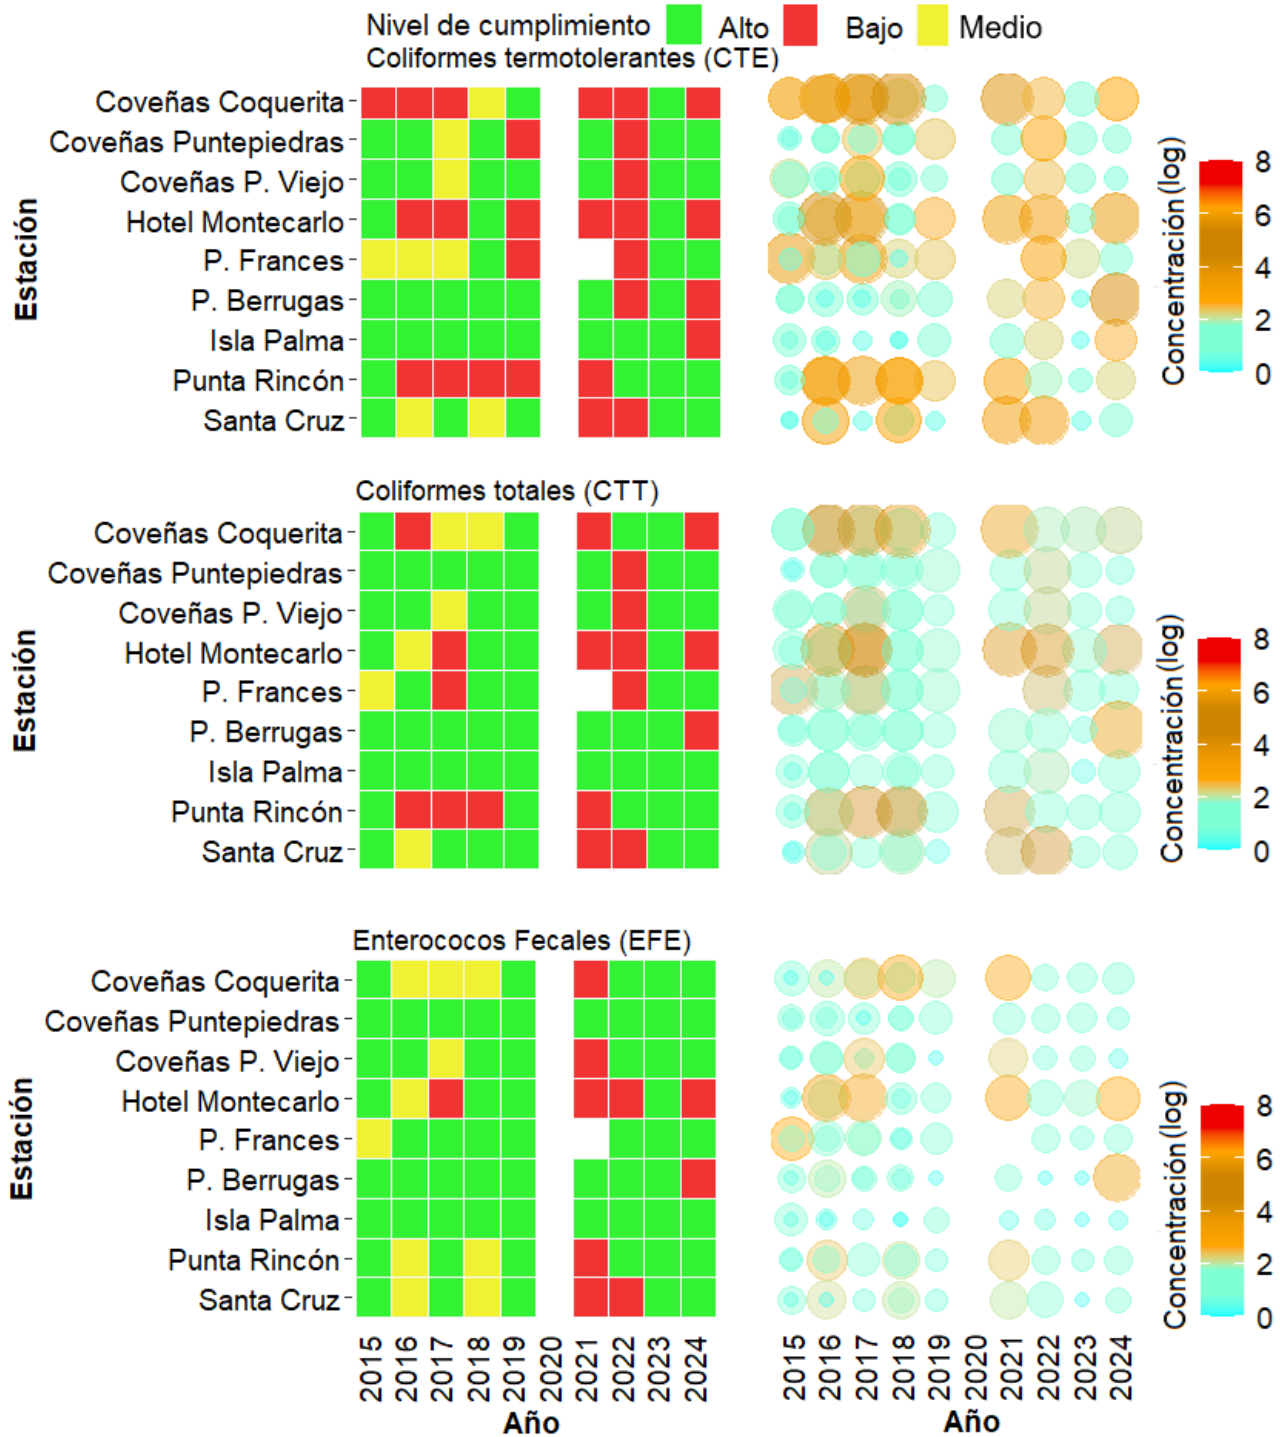 Nivel de cumplimiento Alto Bajo Medio
Coliformes termotolerantes (CTE)
Estación
Coveñas Coquerita
Coveñas Puntepiedras
Coveñas P. Viejo
Hotel Montecarlo
P. Frances
P. Berrugas
Isla Palma
Punta Rincón
Santa Cruz
Concentración (log)
8
6
4
2
0
Coliformes totales (CTT)
Estación
Coveñas Coquerita
Coveñas Puntepiedras
Coveñas P. Viejo
Hotel Montecarlo
P. Frances
P. Berrugas
Isla Palma
Punta Rincón
Santa Cruz
Concentración (log)
8
6
4
2
0
Enterococos Fecales (EFE)
Estación
Coveñas Coquerita
Coveñas Puntepiedras
Coveñas P. Viejo
Hotel Montecarlo
P. Frances
P. Berrugas
Isla Palma
Punta Rincón
Santa Cruz
Concentración (log)
8
6
4
2
0
2015 2016 2017 2018 2019 2020 2021 2022 2023 2024
Año
2015 2016 2017 2018 2019 2020 2021 2022 2023 2024
Año